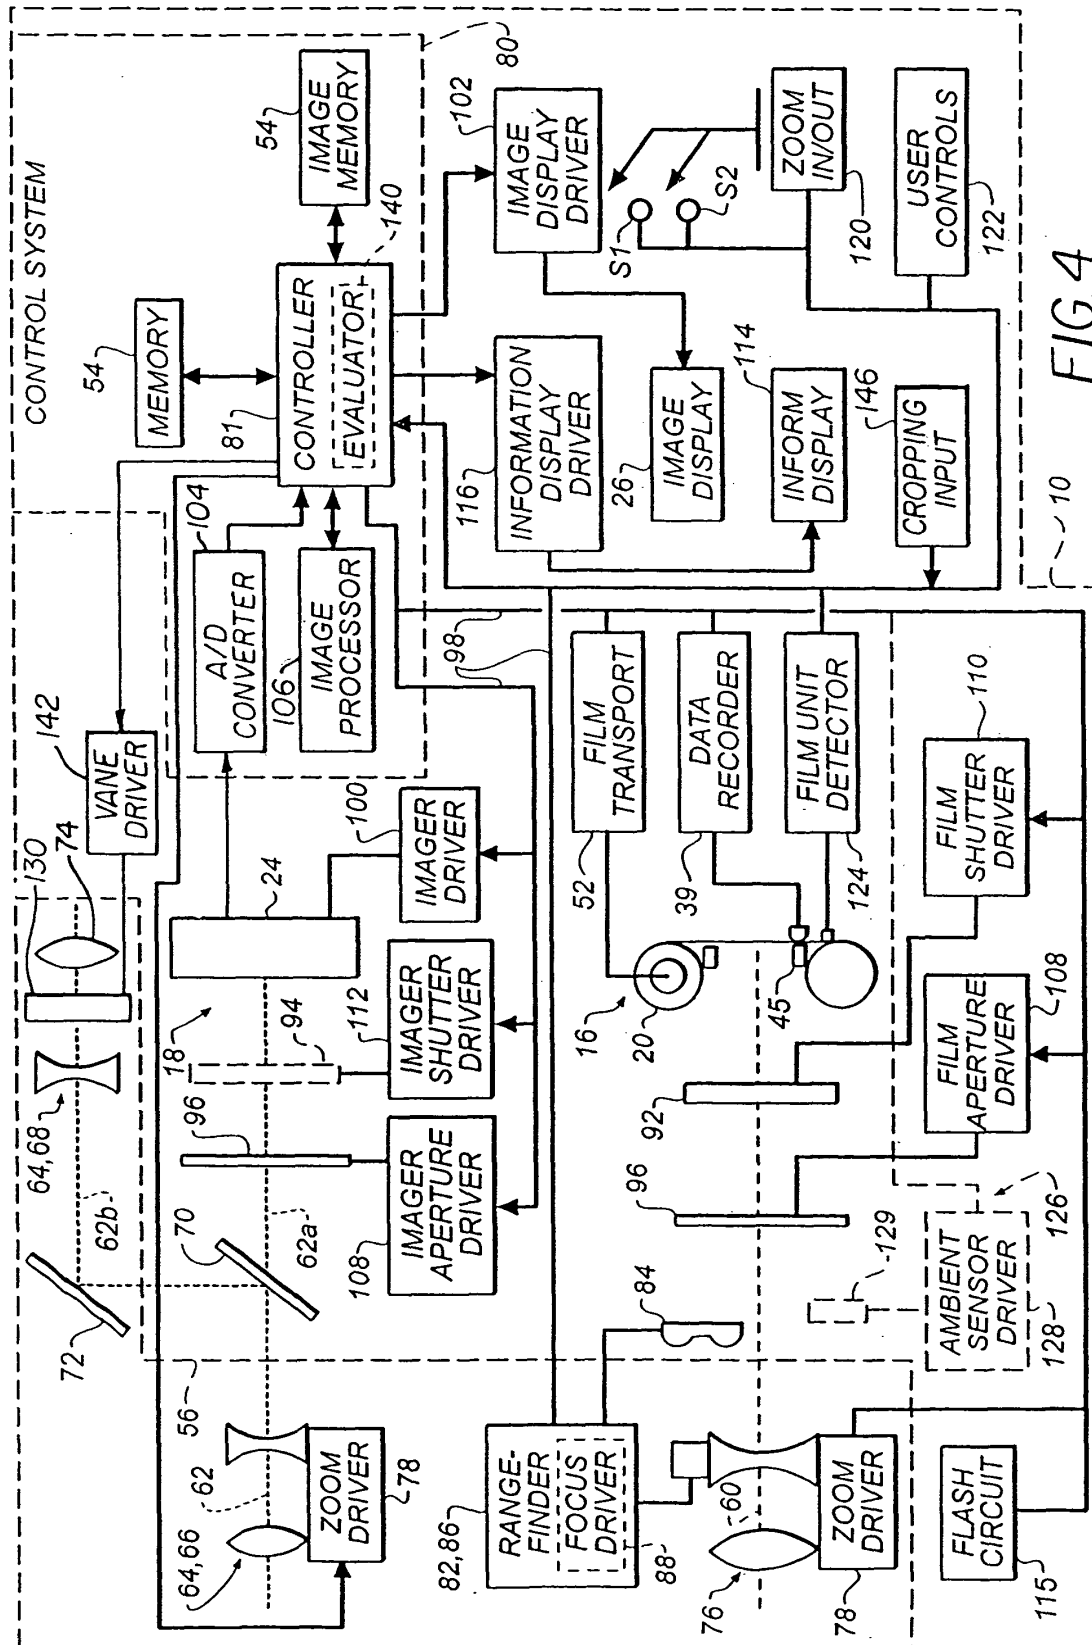 CONTROL SYSTEM
80
54
IMAGE
MEMORY
54
MEMORY
140
81
CONTROLLER
EVALUATOR
104
A/D
CONVERTER
106
IMAGE
PROCESSOR
142
VANE
DRIVER
130
74
64,68
62b
72
102
IMAGE
DISPLAY
DRIVER
S1
S2
120
ZOOM
IN/OUT
122
USER
CONTROLS
116
INFORMATION
DISPLAY
DRIVER
26
IMAGE
DISPLAY
114
INFORM
DISPLAY
146
CROPPING
INPUT
98
100
IMAGER
DRIVER
24
18
94
112
IMAGER
SHUTTER
DRIVER
96
108
IMAGER
APERTURE
DRIVER
62a
70
56
62
64,66
ZOOM
DRIVER
78
52
FILM
TRANSPORT
39
DATA
RECORDER
124
FILM UNIT
DETECTOR
16
20
45
92
96
84
110
FILM
SHUTTER
DRIVER
108
FILM
APERTURE
DRIVER
126
129
AMBIENT
SENSOR
DRIVER
128
82,86
RANGE-
FINDER
FOCUS
DRIVER
88
60
76
ZOOM
DRIVER
78
FLASH
CIRCUIT
115
10
FIG 4